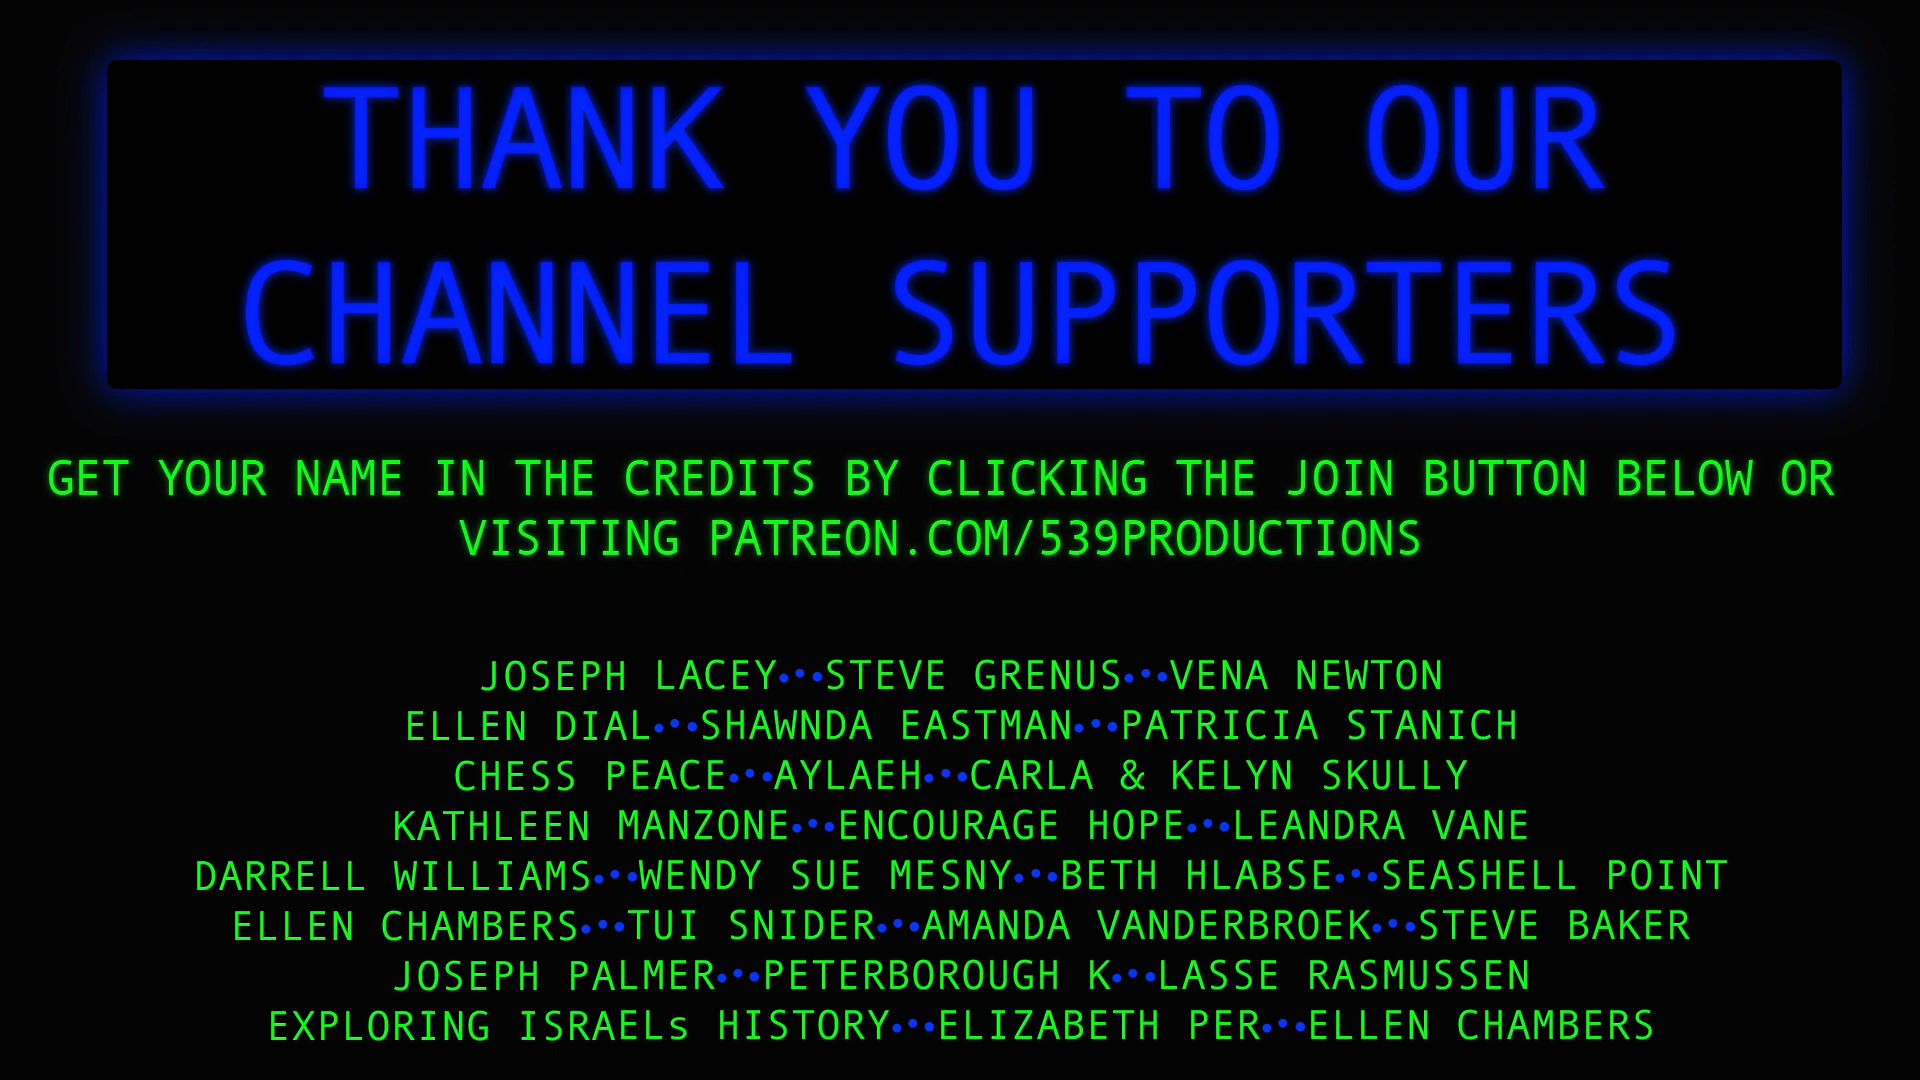 THANK YOU TO OUR
CHANNEL SUPPORTERS
GET YOUR NAME IN THE CREDITS BY CLICKING THE JOIN BUTTON BELOW OR
VISITING PATREON.COM/539PRODUCTIONS
JOSEPH LACEY•••STEVE GRENUS•••VENA NEWTON
ELLEN DIAL•••SHAWNDA EASTMAN•••PATRICIA STANICH
CHESS PEACE•••AYLAEH•••CARLA & KELYN SKULLY
KATHLEEN MANZONE•••ENCOURAGE HOPE•••LEANDRA VANE
DARRELL WILLIAMS•••WENDY SUE MESNY•••BETH HLABSE•••SEASHELL POINT
ELLEN CHAMBERS•••TUI SNIDER•••AMANDA VANDERBROEK•••STEVE BAKER
JOSEPH PALMER•••PETERBOROUGH K•••LASSE RASMUSSEN
EXPLORING ISRAELs HISTORY•••ELIZABETH PER•••ELLEN CHAMBERS